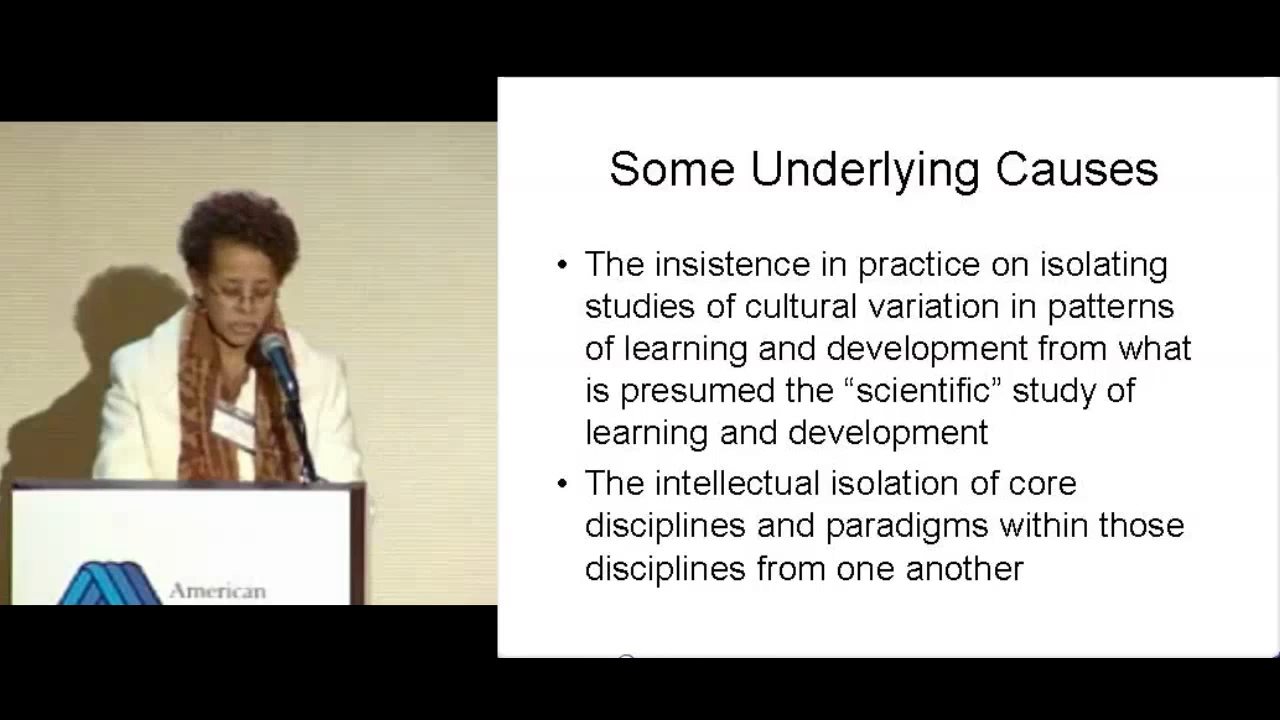 Some Underlying Causes
• The insistence in practice on isolating
studies of cultural variation in patterns
of learning and development from what
is presumed the “scientific” study of
learning and development
• The intellectual isolation of core
disciplines and paradigms within those
disciplines from one another
American